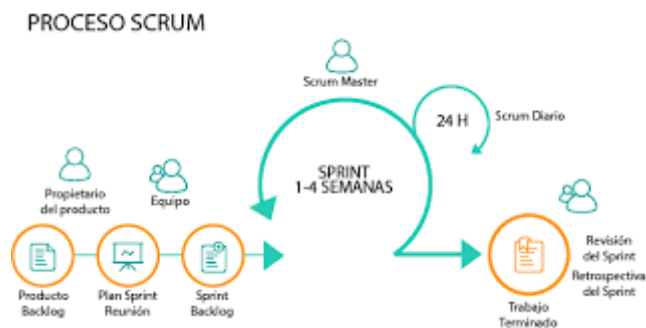 PROCESO SCRUM
Scrum Master
24 H
Scrum Diario
SPRINT
1-4 SEMANAS
Propietario
del producto
Equipo
Producto
Backlog
Plan Sprint
Reunión
Sprint
Backlog
Trabajo
Terminado
Revisión
del Sprint
Retrospectiva
del Sprint